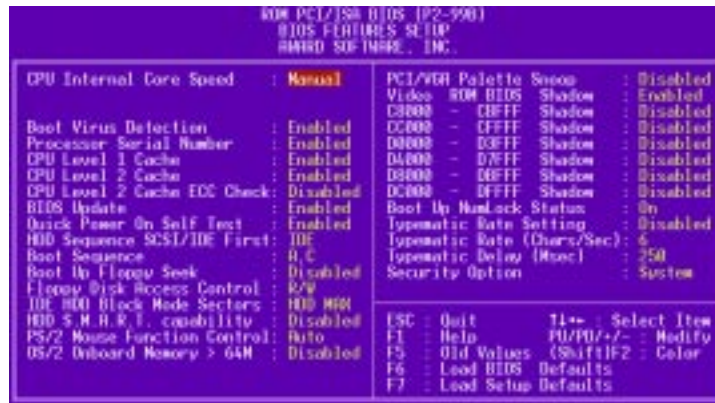 ROM PCI/ISA BIOS (P2-99B)
BIOS FEATURES SETUP
AWARD SOFTWARE, INC.
CPU Internal Core Speed : Manual
Boot Virus Detection : Enabled
Processor Serial Number : Enabled
CPU Level 1 Cache : Enabled
CPU Level 2 Cache : Enabled
CPU Level 2 Cache ECC Check: Disabled
BIOS Update : Enabled
Quick Power On Self Test : Enabled
HDD Sequence SCSI/IDE First: IDE
Boot Sequence : A,C
Boot Up Floppy Seek : Disabled
Floppy Disk Access Control : R/W
IDE HDD Block Mode Sectors : HDD MAX
HDD S.M.A.R.T. capability : Disabled
PS/2 Mouse Function Control: Auto
OS/2 Onboard Memory > 64M : Disabled
PCI/VGA Palette Snoop : Disabled
Video ROM BIOS Shadow : Enabled
C8000 - CBFFF Shadow : Disabled
CC000 - CFFFF Shadow : Disabled
D0000 - D3FFF Shadow : Disabled
D4000 - D7FFF Shadow : Disabled
D8000 - DBFFF Shadow : Disabled
DC000 - DFFFF Shadow : Disabled
Boot Up NumLock Status : On
Typematic Rate Setting : Disabled
Typematic Rate (Chars/Sec): 6
Typematic Delay (Msec) : 250
Security Option : System
ESC : Quit ↑↓→← : Select Item
F1 : Help PU/PD/+/- : Modify
F5 : Old Values (Shift)F2 : Color
F6 : Load BIOS Defaults
F7 : Load Setup Defaults